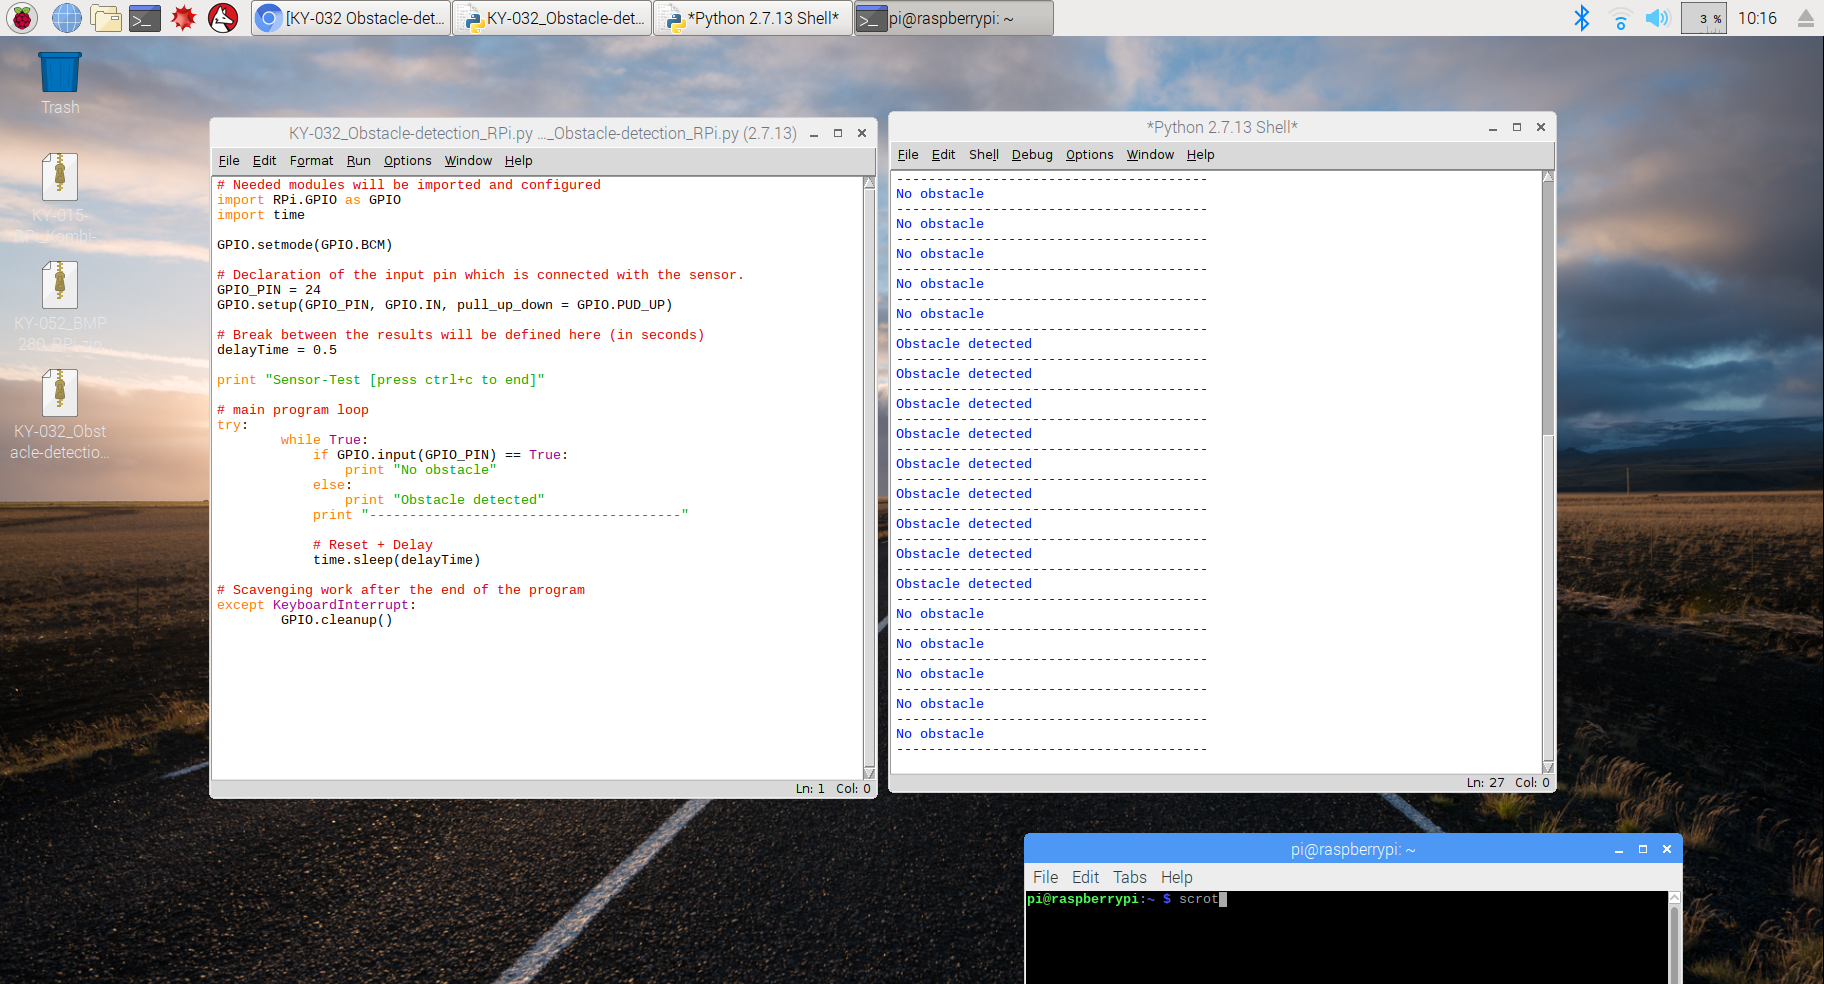 [KY-032 Obstacle-det...
KY-032_Obstacle-det...
*Python 2.7.13 Shell*
pi@raspberrypi: ~
3 %
10:16
Trash
KY-015-
RPi_Kombi-...
KY-052_BMP
280_RPi.zip
KY-032_Obst
acle-detectio...
KY-032_Obstacle-detection_RPi.py ..._Obstacle-detection_RPi.py (2.7.13)
File Edit Format Run Options Window Help
# Needed modules will be imported and configured
import RPi.GPIO as GPIO
import time
GPIO.setmode(GPIO.BCM)
# Declaration of the input pin which is connected with the sensor.
GPIO_PIN = 24
GPIO.setup(GPIO_PIN, GPIO.IN, pull_up_down = GPIO.PUD_UP)
# Break between the results will be defined here (in seconds)
delayTime = 0.5
print "Sensor-Test [press ctrl+c to end]"
# main program loop
try:
while True:
if GPIO.input(GPIO_PIN) == True:
print "No obstacle"
else:
print "Obstacle detected"
print "---------------------------------------"
# Reset + Delay
time.sleep(delayTime)
# Scavenging work after the end of the program
except KeyboardInterrupt:
GPIO.cleanup()
Ln: 1 Col: 0
*Python 2.7.13 Shell*
File Edit Shell Debug Options Window Help
---------------------------------------
No obstacle
---------------------------------------
No obstacle
---------------------------------------
No obstacle
---------------------------------------
No obstacle
---------------------------------------
No obstacle
---------------------------------------
Obstacle detected
---------------------------------------
Obstacle detected
---------------------------------------
Obstacle detected
---------------------------------------
Obstacle detected
---------------------------------------
Obstacle detected
---------------------------------------
Obstacle detected
---------------------------------------
Obstacle detected
---------------------------------------
Obstacle detected
---------------------------------------
Obstacle detected
---------------------------------------
No obstacle
---------------------------------------
No obstacle
---------------------------------------
No obstacle
---------------------------------------
No obstacle
---------------------------------------
No obstacle
---------------------------------------
Ln: 27 Col: 0
pi@raspberrypi: ~
File Edit Tabs Help
pi@raspberrypi:~ $ scrot